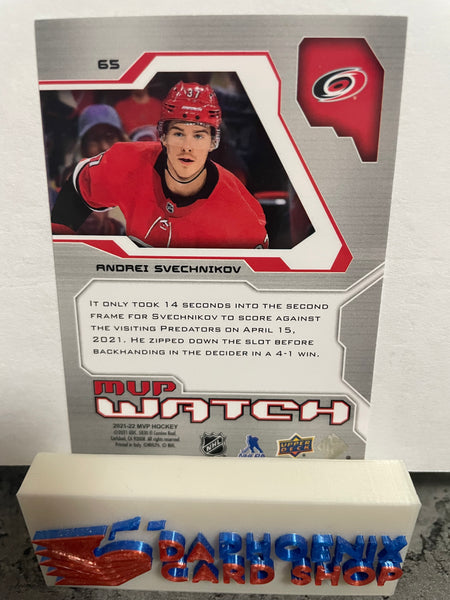 65
37
ANDREI SVECHNIKOV
IT ONLY TOOK 14 SECONDS INTO THE SECOND
FRAME FOR SVECHNIKOV TO SCORE AGAINST
THE VISITING PREDATORS ON APRIL 15,
2021. HE ZIPPED DOWN THE SLOT BEFORE
BACKHANDING IN THE DECIDER IN A 4-1 WIN.
MVP
WATCH
2021-22 MVP HOCKEY
NHL
UPPER DECK
DAPHOENIX
CARD SHOP